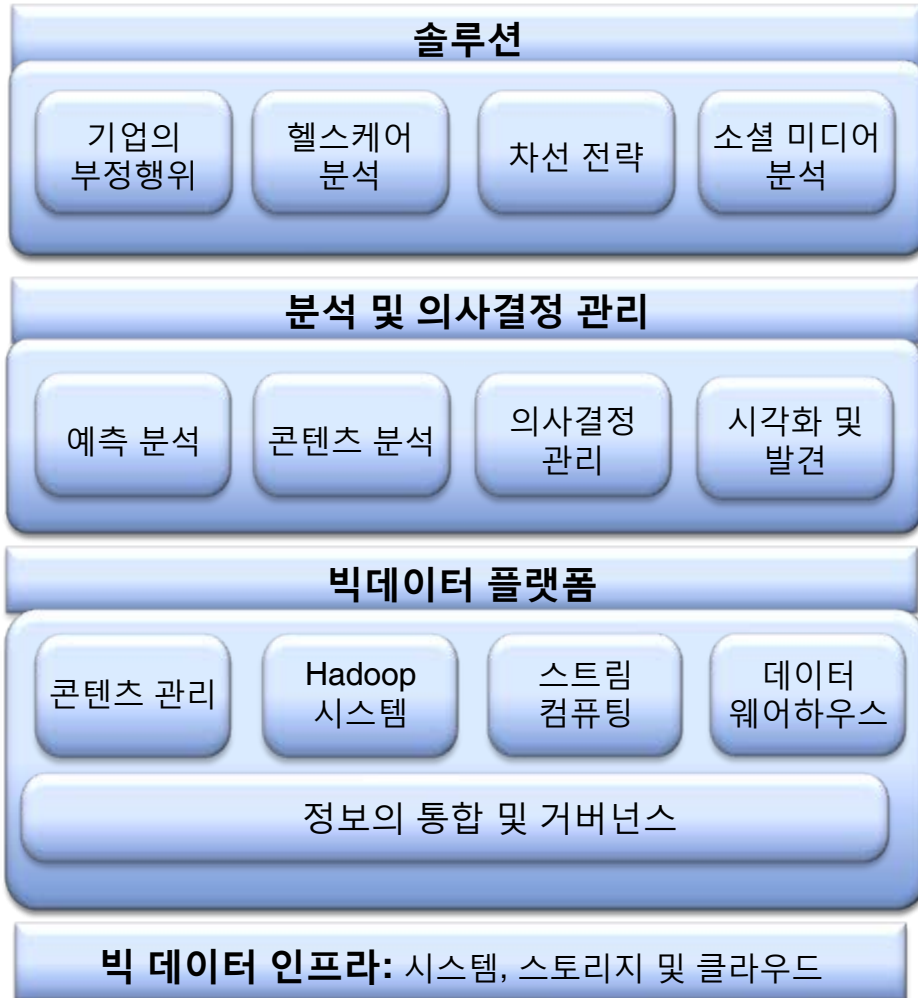 솔루션
기업의
부정행위
헬스케어
분석
차선 전략
소셜 미디어
분석
분석 및 의사결정 관리
예측 분석
콘텐츠 분석
의사결정
관리
시각화 및
발견
빅데이터 플랫폼
콘텐츠 관리
Hadoop
시스템
스트림
컴퓨팅
데이터
웨어하우스
정보의 통합 및 거버넌스
빅 데이터 인프라: 시스템, 스토리지 및 클라우드